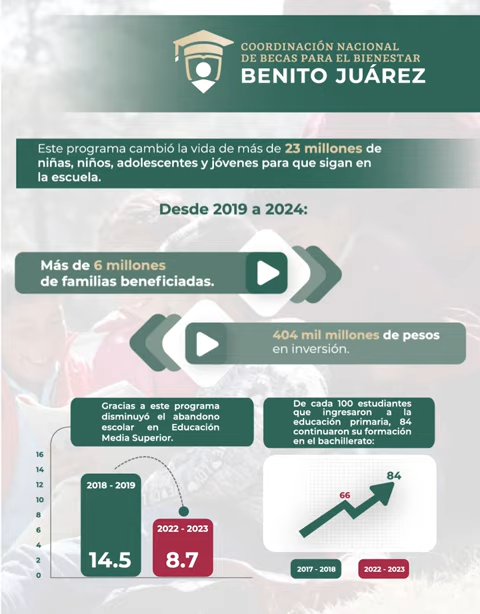 COORDINACIÓN NACIONAL
DE BECAS PARA EL BIENESTAR
BENITO JUÁREZ
Este programa cambió la vida de más de 23 millones de
niñas, niños, adolescentes y jóvenes para que sigan en
la escuela.
Desde 2019 a 2024:
Más de 6 millones
de familias beneficiadas.
404 mil millones de pesos
en inversión.
Gracias a este programa
disminuyó el abandono
escolar en Educación
Media Superior.
16
14
12
10
8
6
4
2
0
2018 - 2019
14.5
2022 - 2023
8.7
De cada 100 estudiantes
que ingresaron a la
educación primaria, 84
continuaron su formación
en el bachillerato:
66
84
2017 - 2018
2022 - 2023